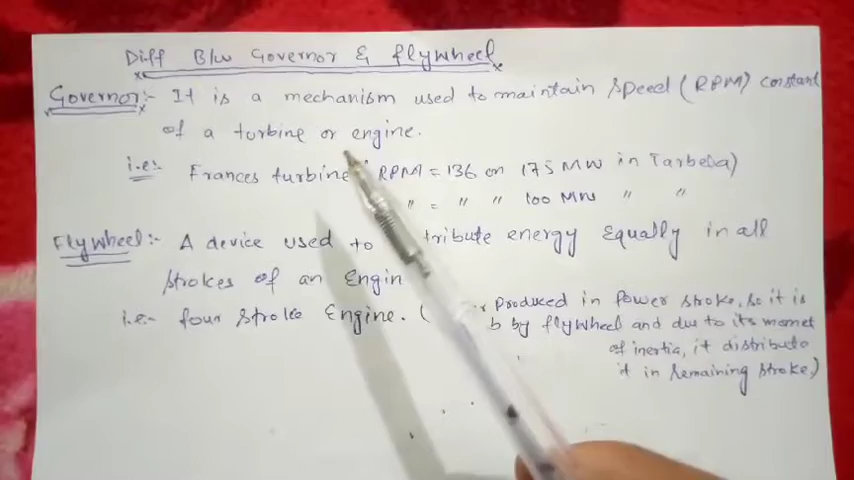 Diff B/w Governor & flywheel
Governor:- It is a mechanism used to maintain Speed (RPM) constant
of a turbine or engine.
i.e:- Frances turbine RPM = 136 on 175 MW in Tarbela)
" = " " 100 MW " "
Flywheel:- A device used to tribute energy Equally in all
strokes of an Engin
i.e:- four stroke Engine. ( r Produced in power stroke. so it is
b by flywheel and due to its momet
of inertia, it distribute
it in remaining stroke.)